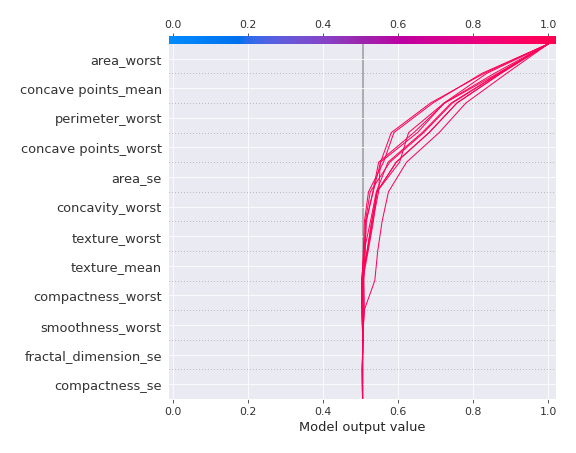 0.0 0.2 0.4 0.6 0.8 1.0
area_worst
concave points_mean
perimeter_worst
concave points_worst
area_se
concavity_worst
texture_worst
texture_mean
compactness_worst
smoothness_worst
fractal_dimension_se
compactness_se
0.0 0.2 0.4 0.6 0.8 1.0
Model output value